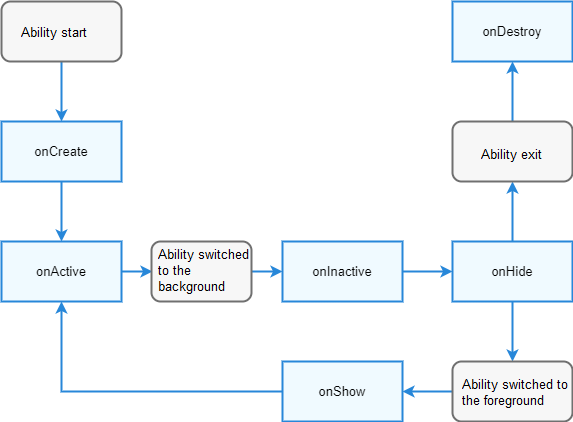 Ability start
onDestroy
onCreate
Ability exit
onActive
Ability switched
to the
background
onInactive
onHide
onShow
Ability switched to
the foreground